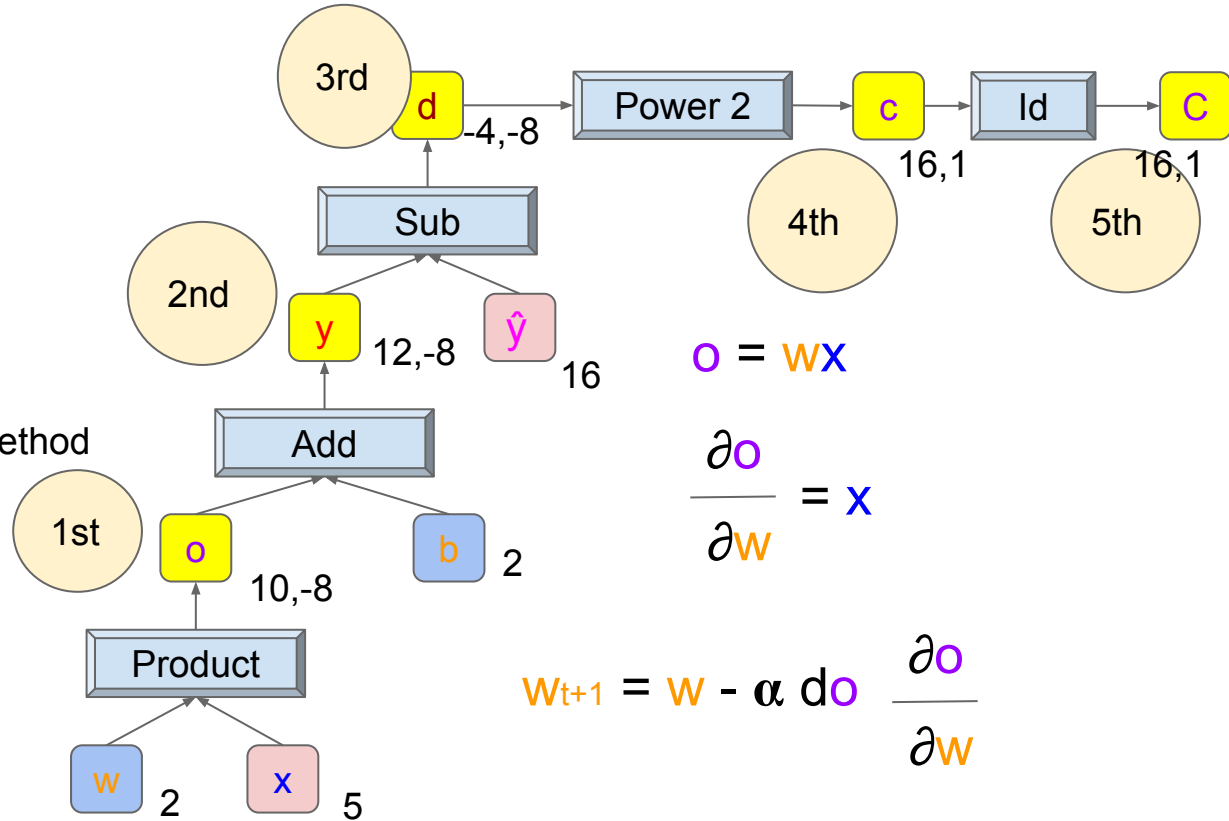 3rd
d
-4,-8
Power 2
c
16,1
Id
C
16,1
4th
5th
Sub
2nd
y
12,-8
ŷ
16
o = wx
ethod
Add
∂o
∂w
= x
1st
o
10,-8
b
2
Product
wt+1 = w - α do
∂o
∂w
w
2
x
5